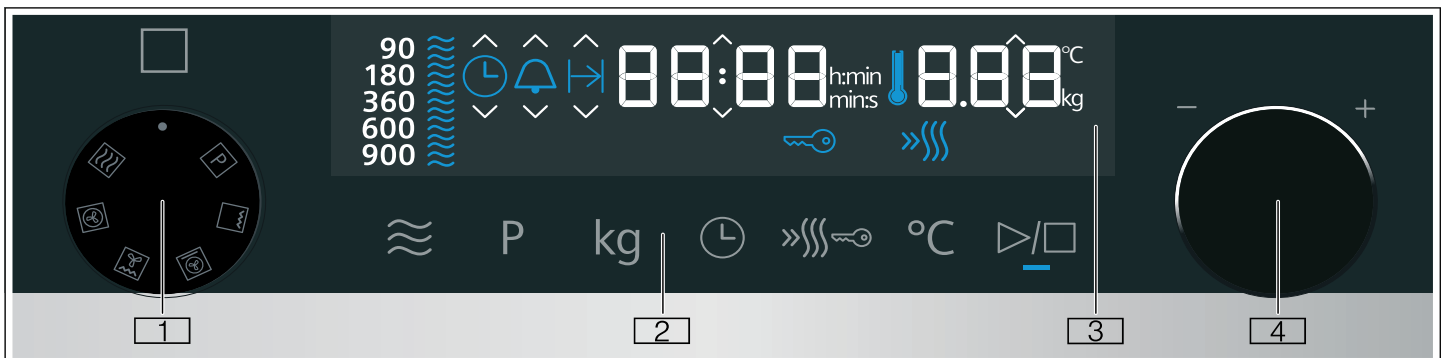 90
180
360
600
900
88:88 h:min
min:s
8.88 °C
kg
− +
P
P kg °C
1 2 3 4